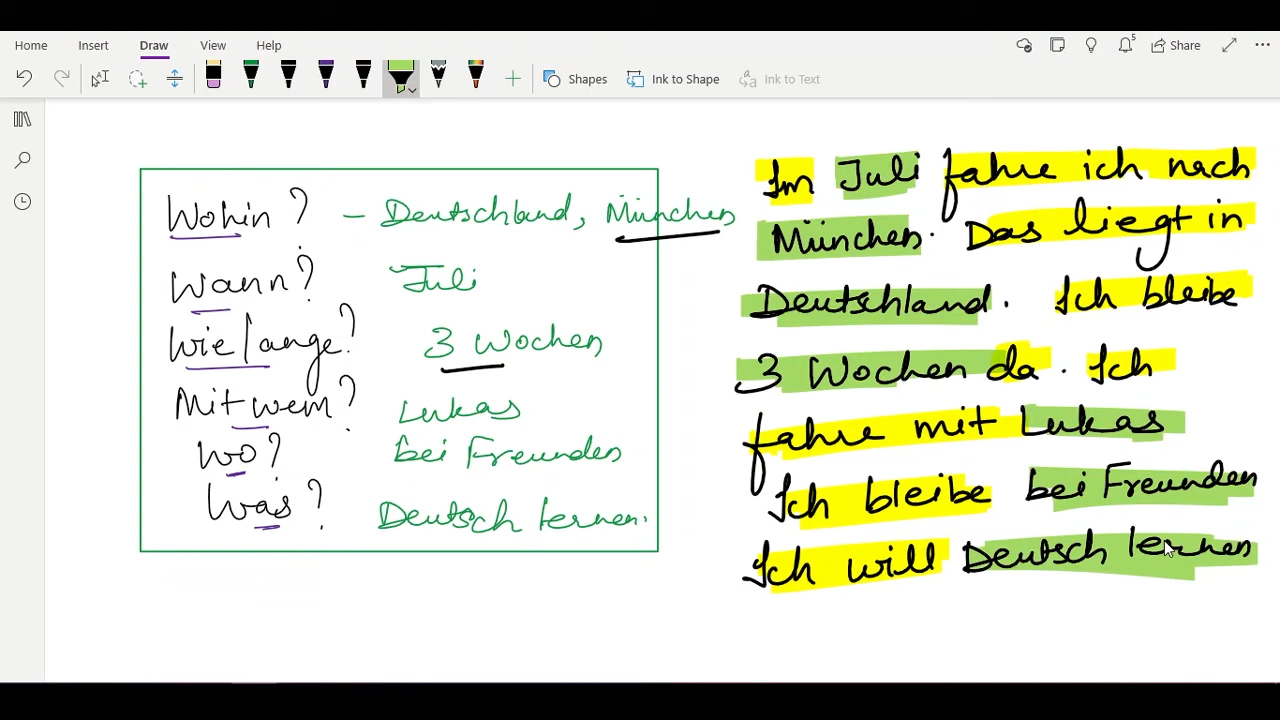 Home Insert Draw View Help
5 Share
Shapes Ink to Shape Ink to Text
Wohin? - Deutschland, München
Wann? Juli
Wie lange? 3 Wochen
Mit wem? Lukas
Wo? bei Freunden
Was? Deutsch lernen.
Im Juli fahre ich nach
München. Das liegt in
Deutschland. Ich bleibe
3 Wochen da. Ich
fahre mit Lukas
Ich bleibe bei Freunden
Ich will Deutsch lernen